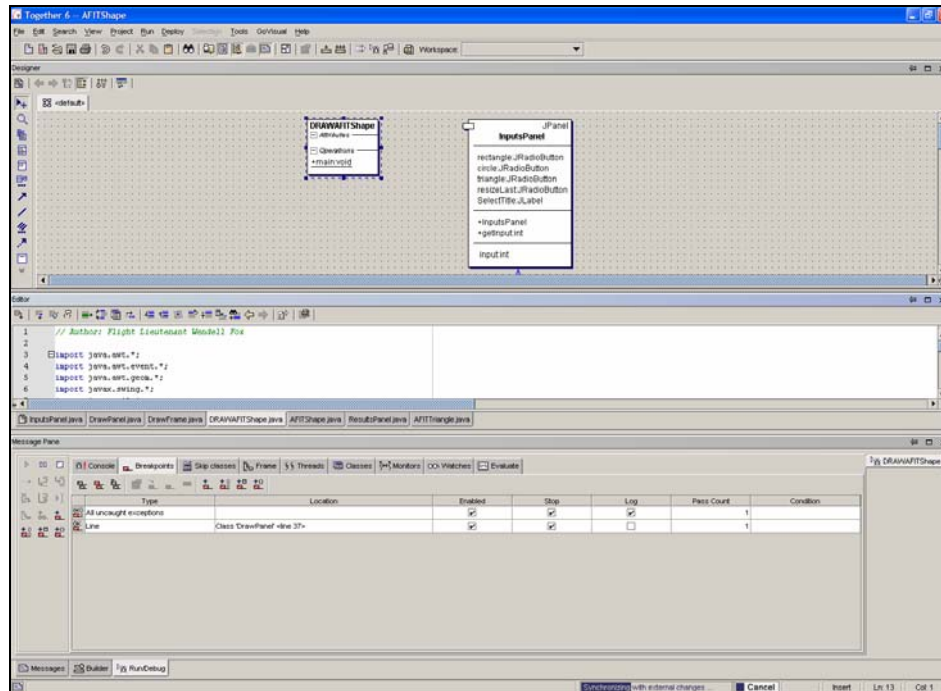 Together 6 -- AFITShape
File Edit Search View Project Run Deploy Selection Tools GoVisual Help
Workspace
Designer
<default>
DRAWAFITShape
Attributes
Operations
+main:void
JPanel
InputsPanel
rectangle:JRadioButton
circle:JRadioButton
triangle:JRadioButton
resizeLast:JRadioButton
SelectTitle:JLabel
+InputsPanel
+getInput:int
input:int
Editor
1 // Author: Flight Lieutenant Wendell Fox
2
3 import java.awt.*;
4 import java.awt.event.*;
5 import java.awt.geom.*;
6 import javax.swing.*;
InputsPanel.java DrawPanel.java DrawFrame.java DRAWAFITShape.java AFITShape.java ResultsPanel.java AFITTriangle.java
Message Pane
Console Breakpoints Skip classes Frame Threads Classes Monitors Watches Evaluate
DRAWAFITShape
Type Location Enabled Stop Log Pass Count Condition
All uncaught exceptions 1
Line Class 'DrawPanel' <line 37> 1
Messages Builder Run/Debug
Synchronizing with external changes ... Cancel Insert Ln: 13 Col: 1